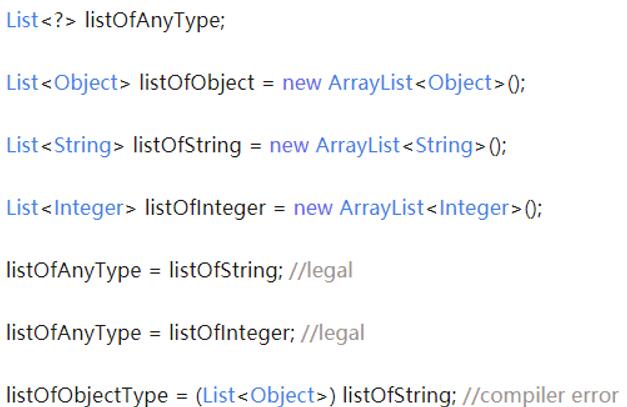 List<?> listOfAnyType;
List<Object> listOfObject = new ArrayList<Object>();
List<String> listOfString = new ArrayList<String>();
List<Integer> listOfInteger = new ArrayList<Integer>();
listOfAnyType = listOfString; //legal
listOfAnyType = listOfInteger; //legal
listOfObjectType = (List<Object>) listOfString; //compiler error